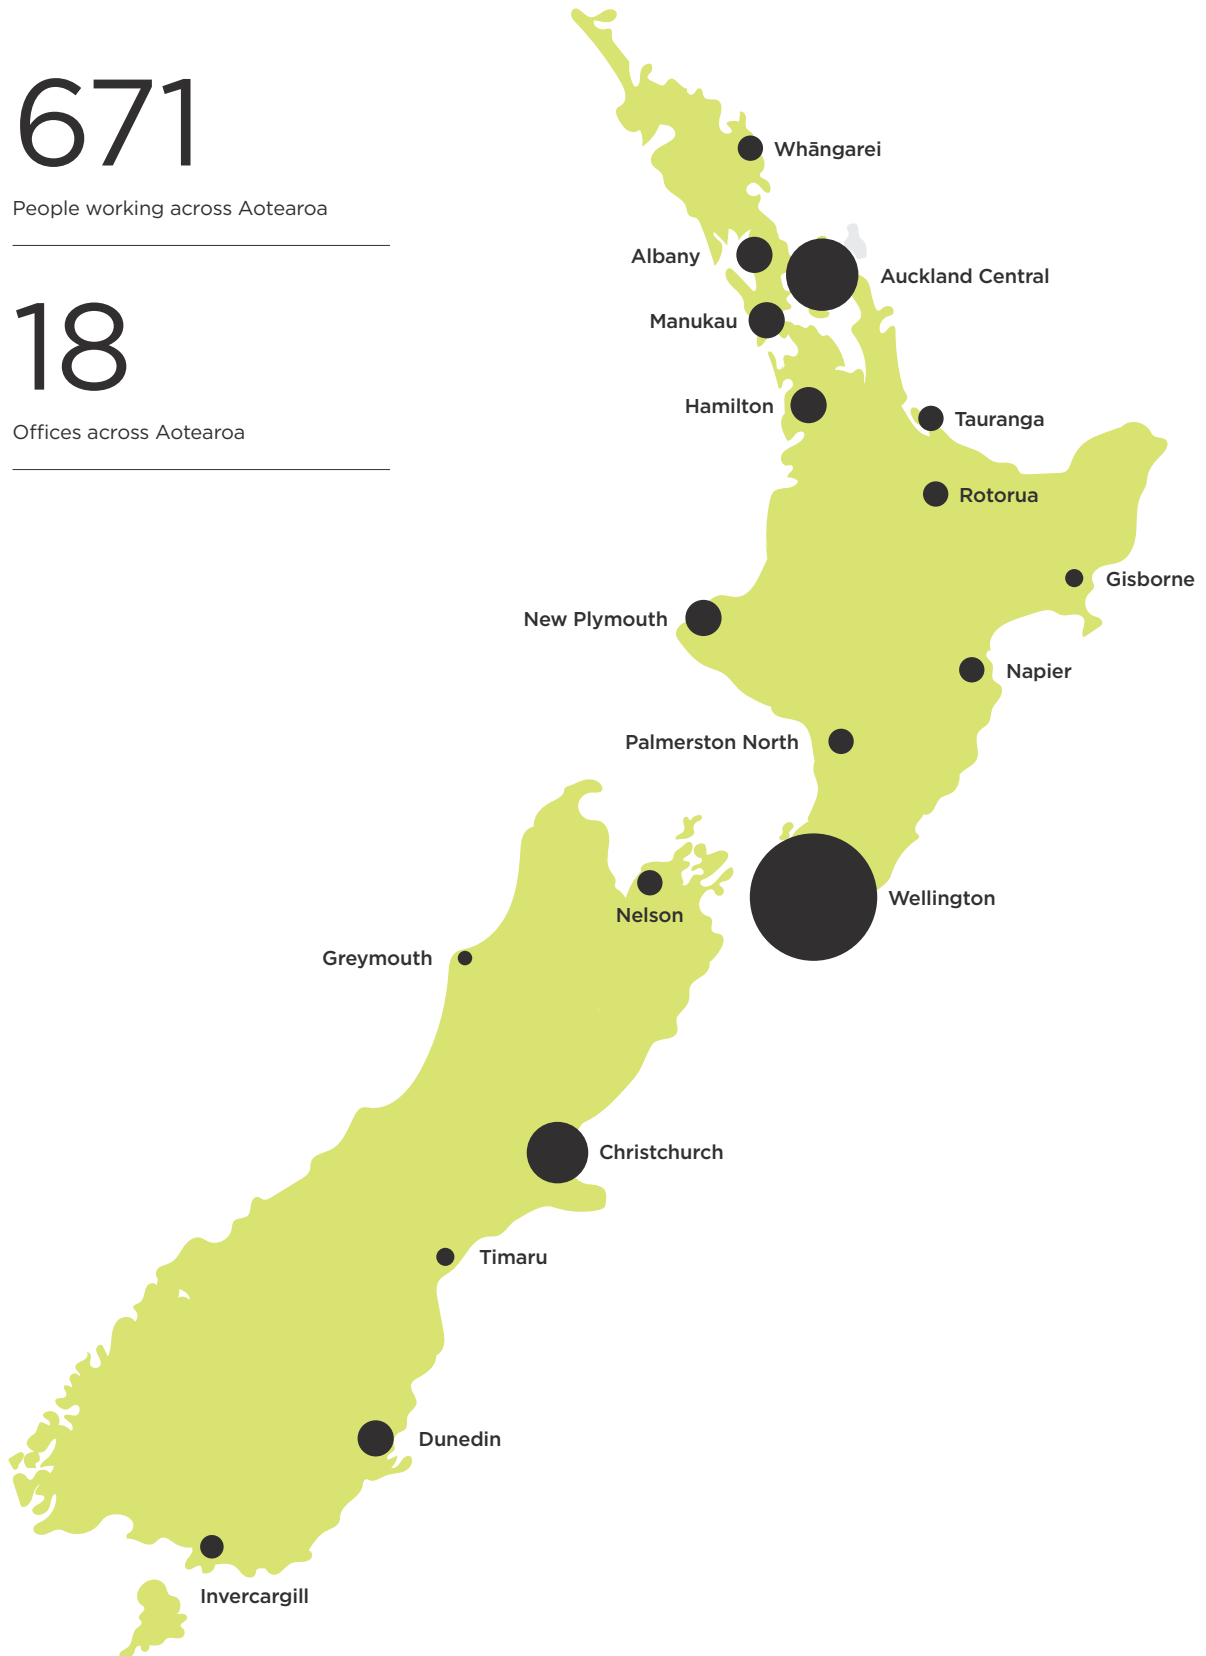 671
People working across Aotearoa
18
Offices across Aotearoa
Whāngarei
Albany
Auckland Central
Manukau
Hamilton
Tauranga
Rotorua
Gisborne
New Plymouth
Napier
Palmerston North
Wellington
Nelson
Greymouth
Christchurch
Timaru
Dunedin
Invercargill